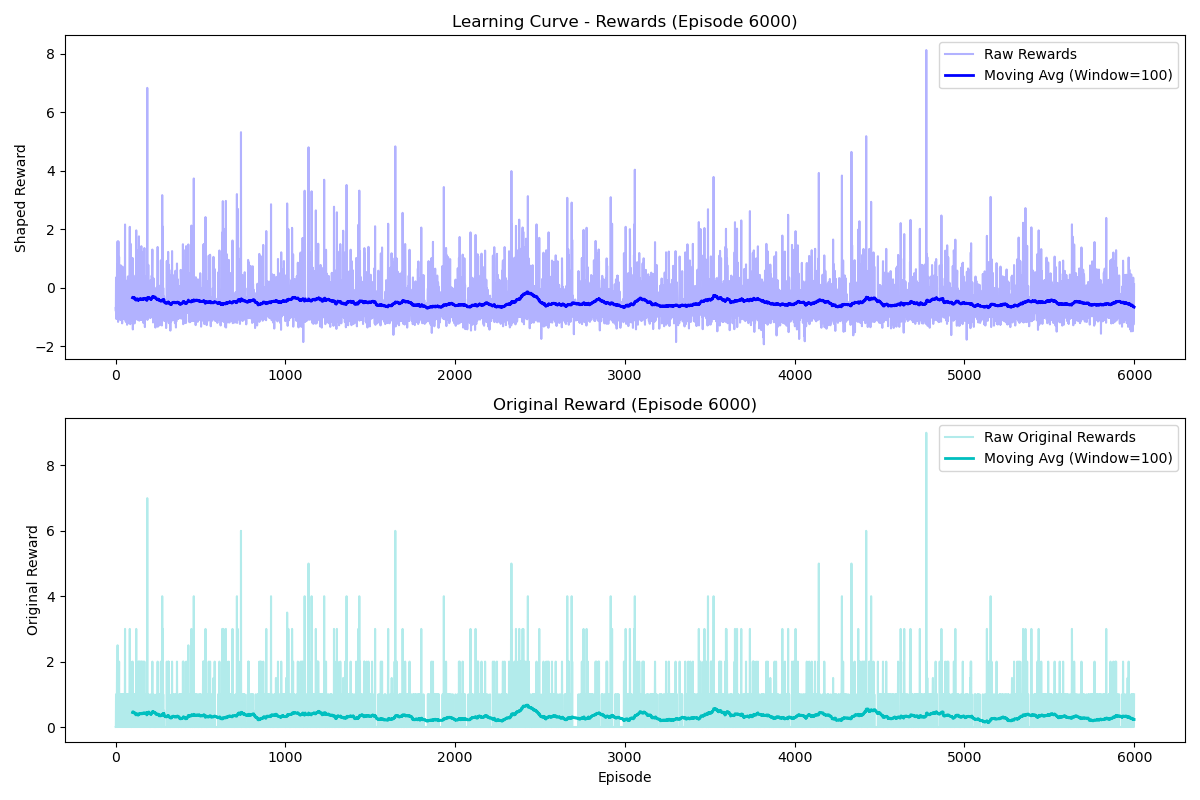 Learning Curve - Rewards (Episode 6000)
Shaped Reward
8
6
4
2
0
−2
Raw Rewards
Moving Avg (Window=100)
0 1000 2000 3000 4000 5000 6000
Original Reward (Episode 6000)
Original Reward
8
6
4
2
0
Raw Original Rewards
Moving Avg (Window=100)
0 1000 2000 3000 4000 5000 6000
Episode